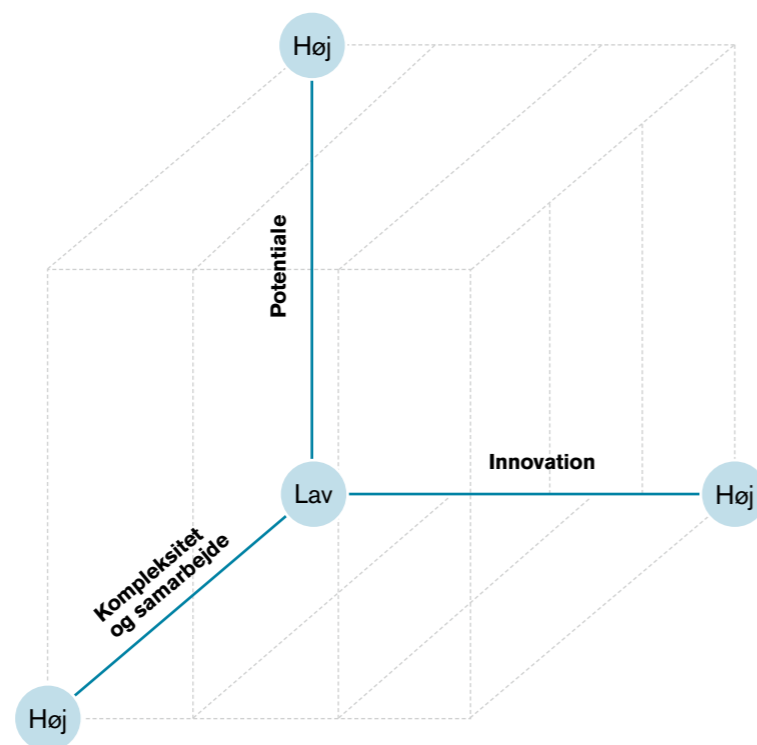 Høj
Potentiale
Innovation
Lav
Høj
Kompleksitet
og samarbejde
Høj